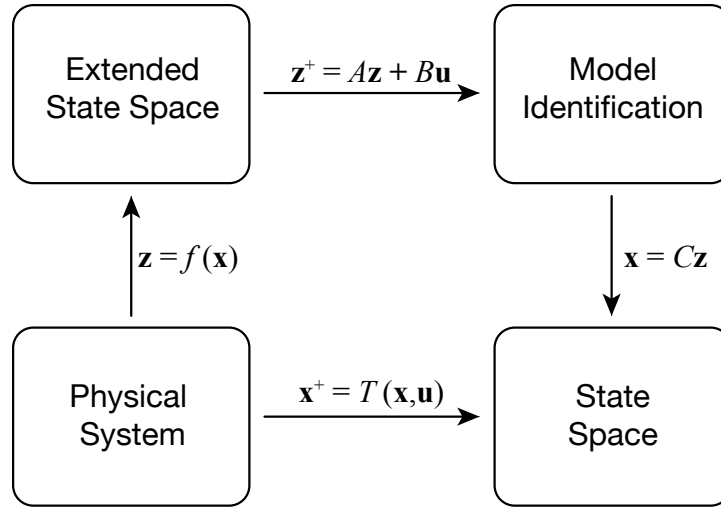 Extended
State Space
z⁺ = Az + Bu
Model
Identification
z = f(x)
x = Cz
Physical
System
x⁺ = T(x,u)
State
Space